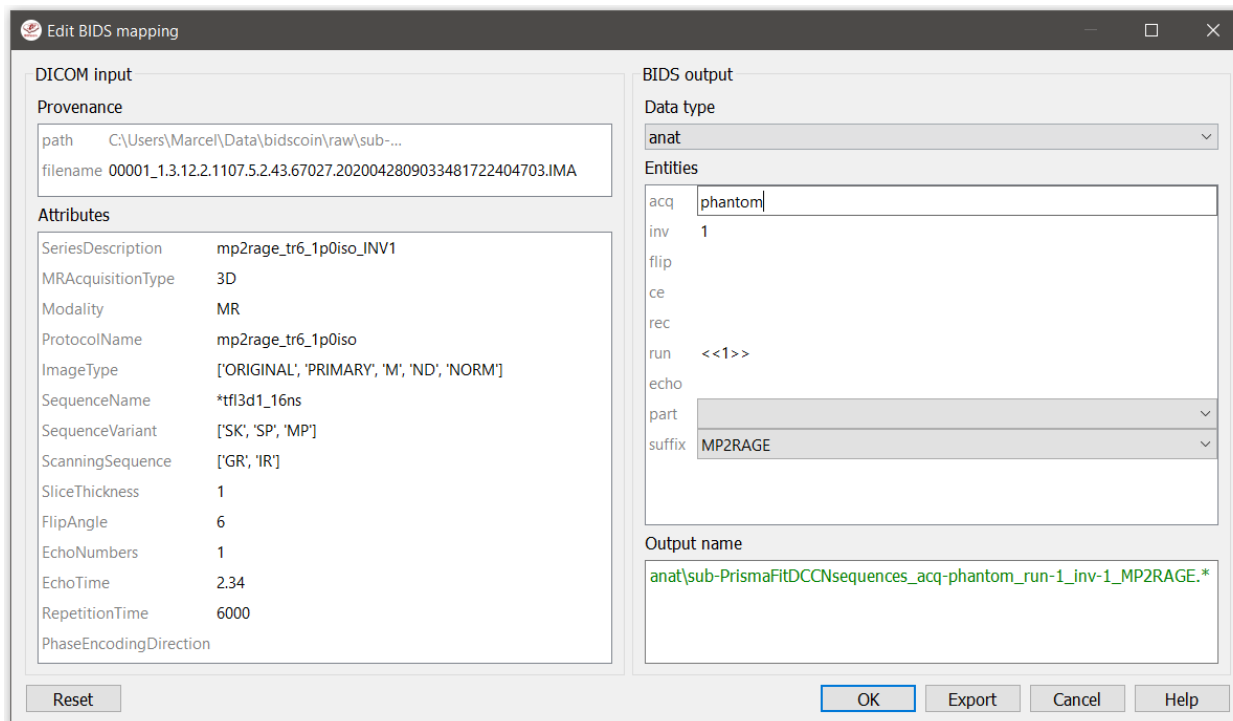 Edit BIDS mapping
DICOM input
Provenance
path C:\Users\Marcel\Data\bidscoin\raw\sub-...
filename 00001_1.3.12.2.1107.5.2.43.67027.2020042809033481722404703.IMA
Attributes
SeriesDescription mp2rage_tr6_1p0iso_INV1
MRAcquisitionType 3D
Modality MR
ProtocolName mp2rage_tr6_1p0iso
ImageType ['ORIGINAL', 'PRIMARY', 'M', 'ND', 'NORM']
SequenceName *tfl3d1_16ns
SequenceVariant ['SK', 'SP', 'MP']
ScanningSequence ['GR', 'IR']
SliceThickness 1
FlipAngle 6
EchoNumbers 1
EchoTime 2.34
RepetitionTime 6000
PhaseEncodingDirection
BIDS output
Data type
anat
Entities
acq phantom
inv 1
flip
ce
rec
run <<1>>
echo
part
suffix MP2RAGE
Output name
anat\sub-PrismaFitDCCNsequences_acq-phantom_run-1_inv-1_MP2RAGE.*
Reset
OK Export Cancel Help